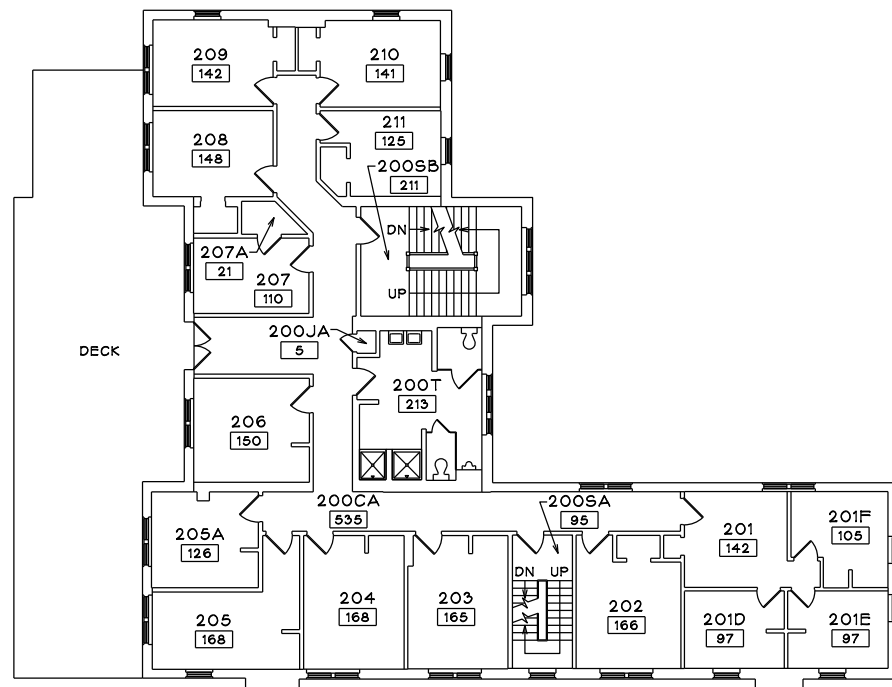 209
142
210
141
211
125
208
148
200SB
211
DN
207A
21
207
110
UP
200JA
5
DECK
200T
213
206
150
200CA
535
200SA
95
205A
126
201
142
201F
105
DN UP
204
168
203
165
205
168
202
166
201D
97
201E
97